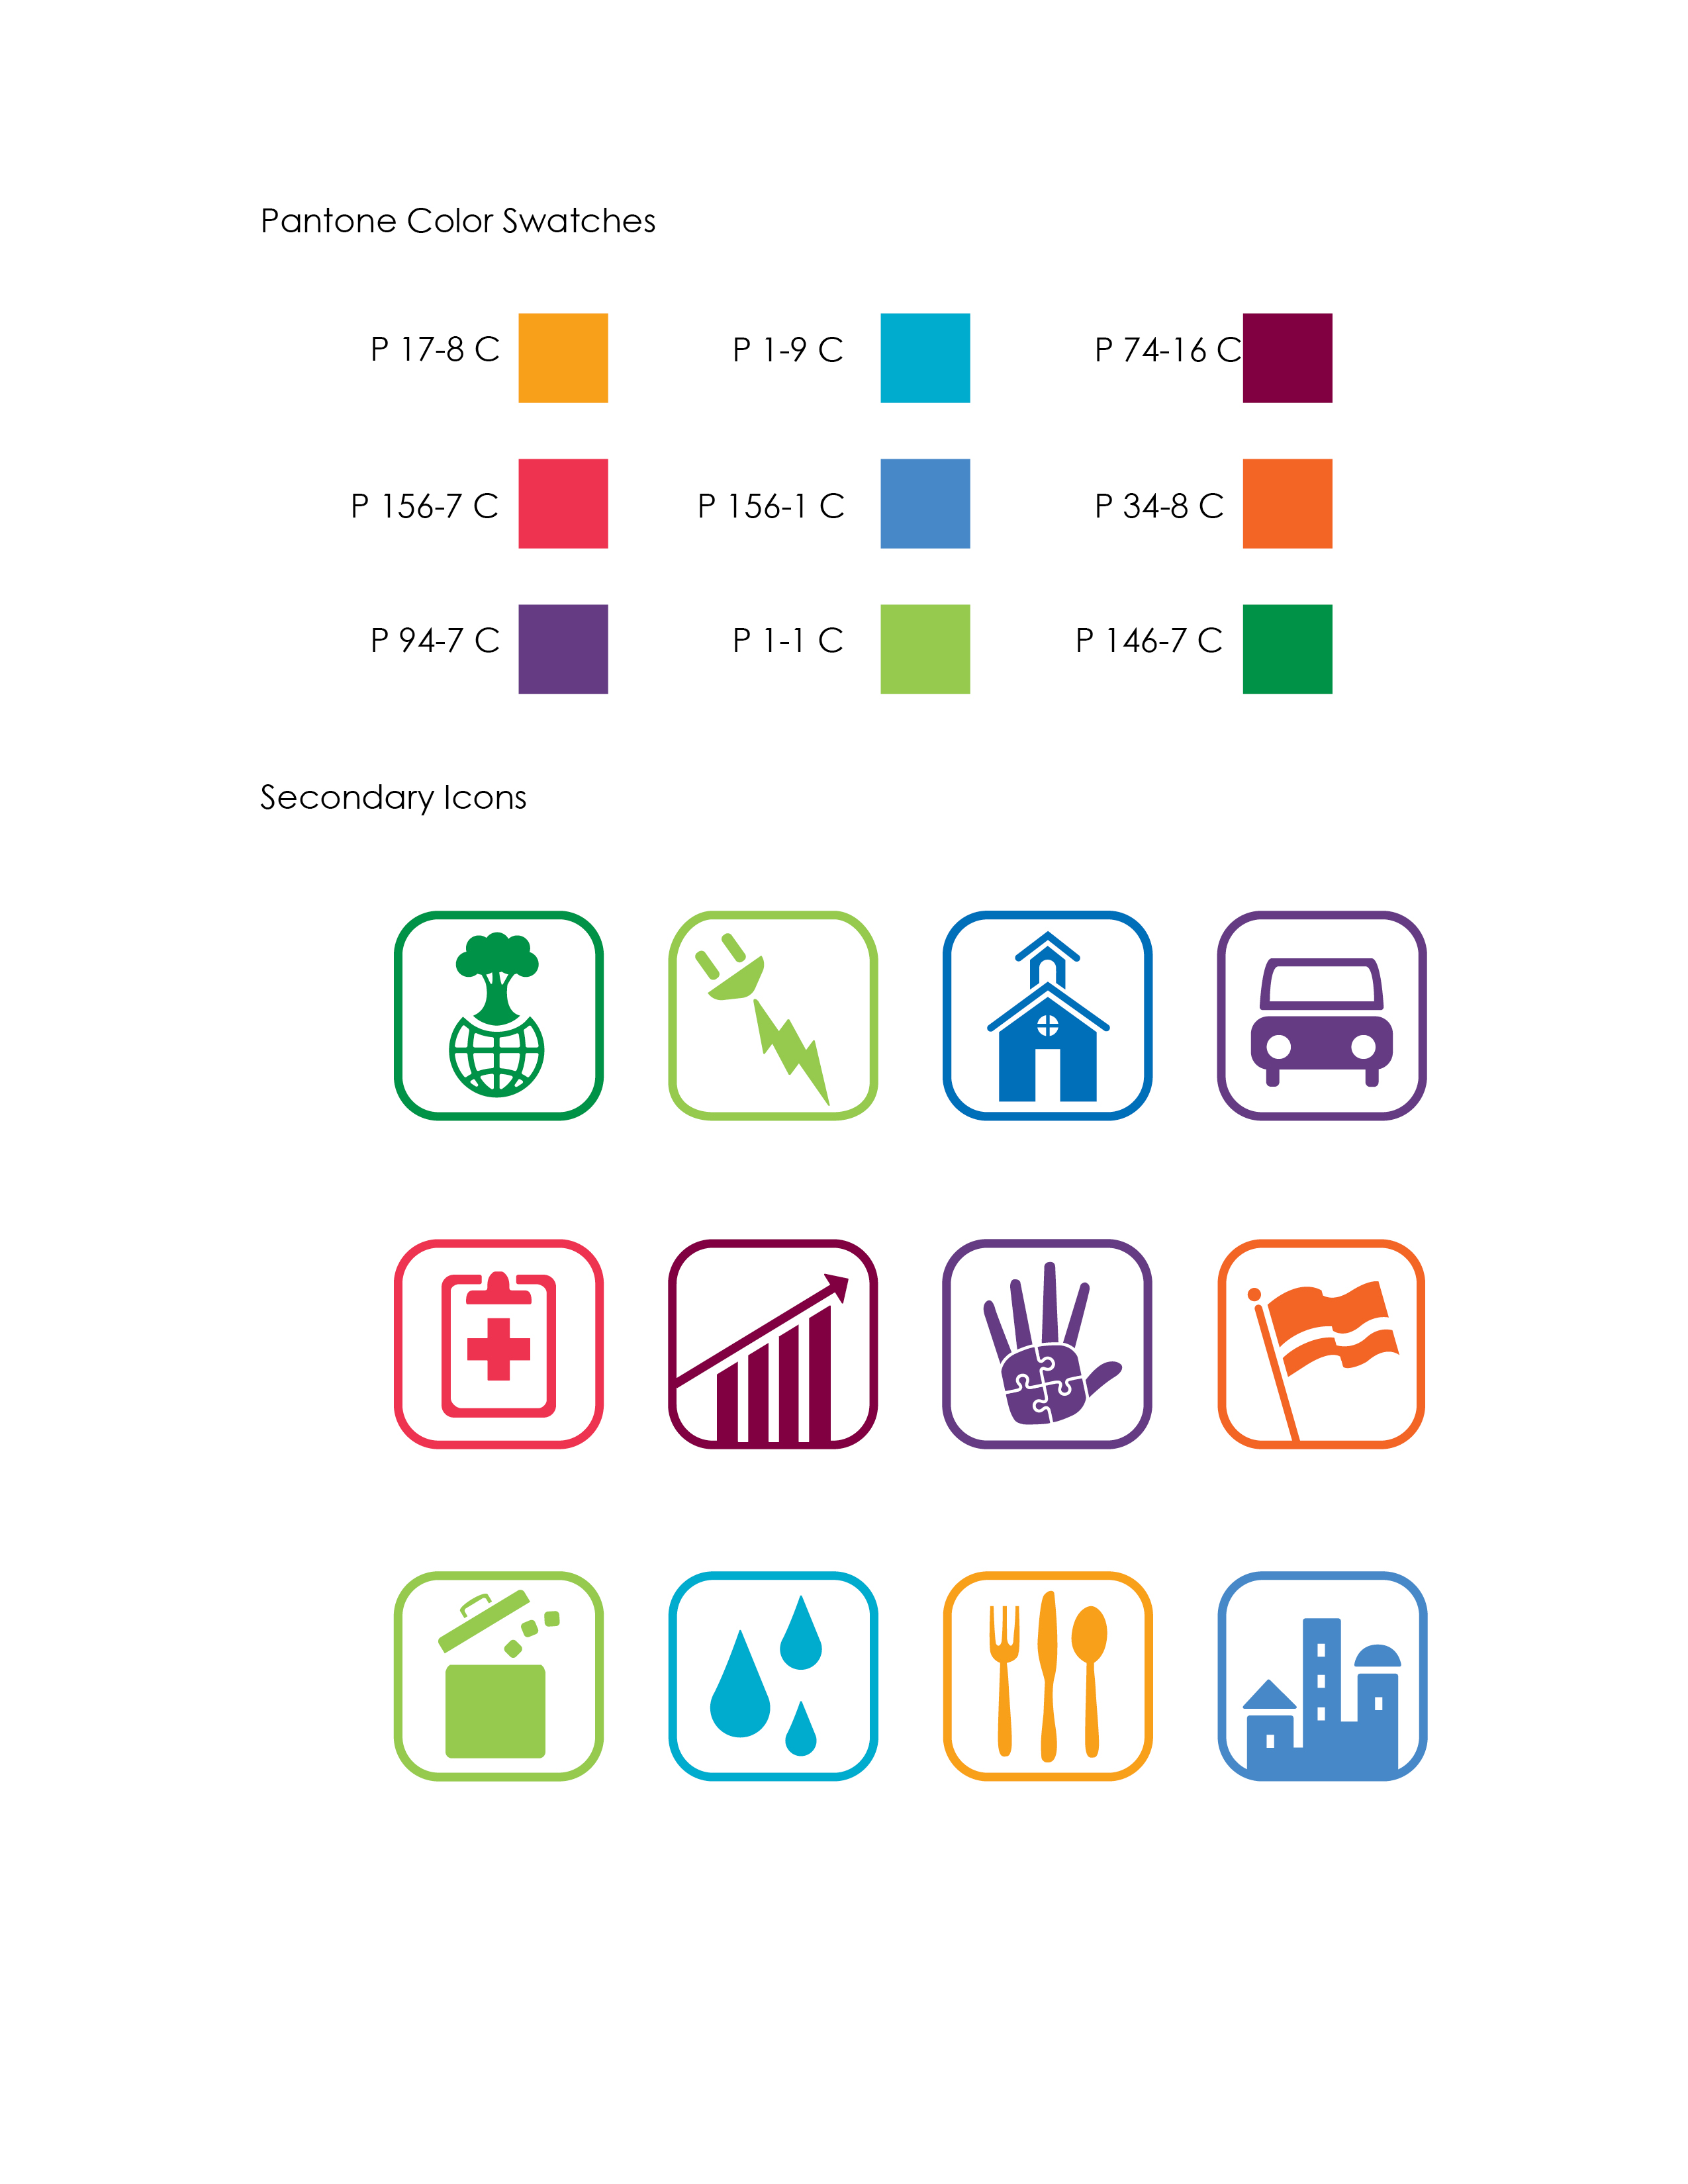 Pantone Color Swatches
P 17-8 C
P 1-9 C
P 74-16 C
P 156-7 C
P 156-1 C
P 34-8 C
P 94-7 C
P 1-1 C
P 146-7 C
Secondary Icons